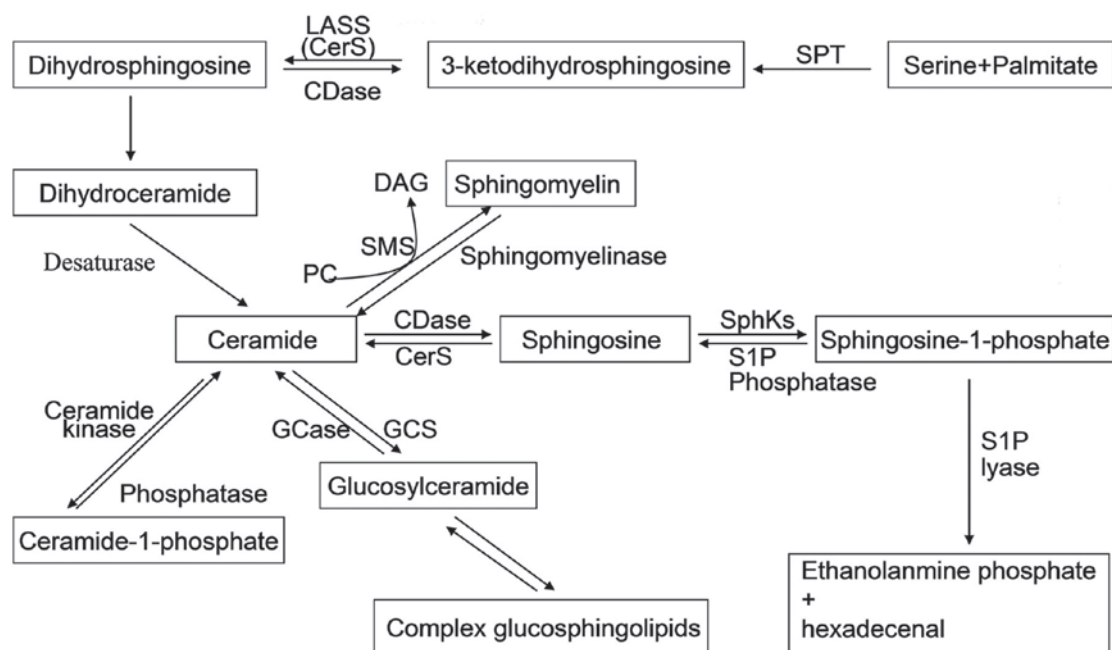 LASS
(CerS)
Dihydrosphingosine
3-ketodihydrosphingosine
SPT
Serine+Palmitate
CDase
Dihydroceramide
DAG
Sphingomyelin
Desaturase
SMS
PC
Sphingomyelinase
Ceramide
CDase
CerS
Sphingosine
SphKs
S1P
Phosphatase
Sphingosine-1-phosphate
Ceramide
kinase
GCase
GCS
S1P
lyase
Phosphatase
Glucosylceramide
Ceramide-1-phosphate
Ethanolanmine phosphate
+
hexadecenal
Complex glucosphingolipids